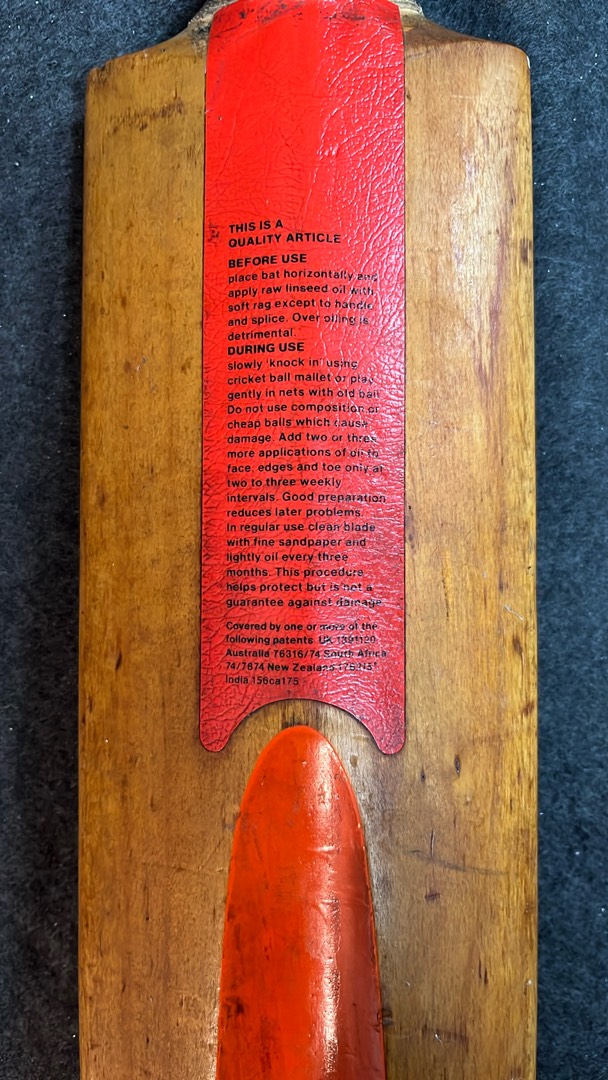 THIS IS A
QUALITY ARTICLE
BEFORE USE
place bat horizontally and
apply raw linseed oil with
soft rag except to handle
and splice. Over oiling is
detrimental.
DURING USE
slowly 'knock in' using
cricket ball mallet or play
gently in nets with old ball
Do not use composition or
cheap balls which cause
damage. Add two or three
more applications of oil to
face, edges and toe only at
two to three weekly
intervals. Good preparation
reduces later problems.
In regular use clean blade
with fine sandpaper and
lightly oil every three
months. This procedure
helps protect but is not a
guarantee against damage
Covered by one or more of the
following patents UK
Australia 76316/74 South Africa
74/7674 New Zealand
India 156ca175